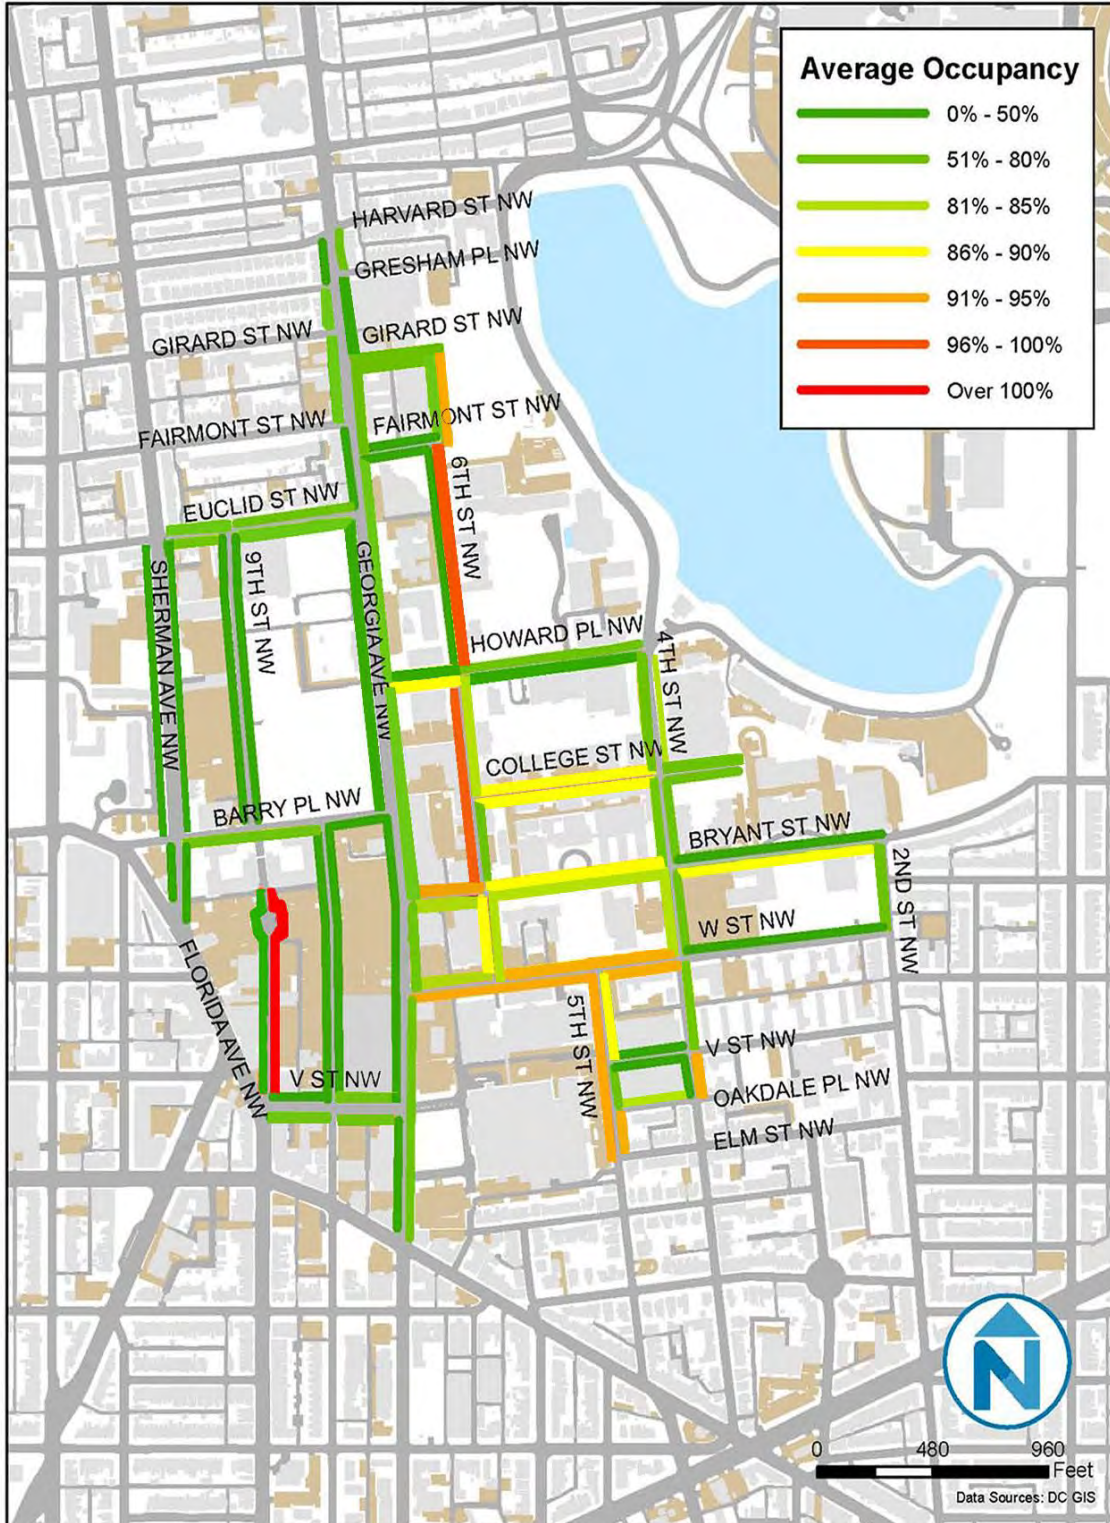 Average Occupancy
0% - 50%
51% - 80%
81% - 85%
86% - 90%
91% - 95%
96% - 100%
Over 100%
HARVARD ST NW
GRESHAM PL NW
GIRARD ST NW
GIRARD ST NW
FAIRMONT ST NW
FAIRMONT ST NW
6TH ST NW
EUCLID ST NW
9TH ST NW
SHERMAN AVE NW
GEORGIA AVE NW
HOWARD PL NW
4TH ST NW
COLLEGE ST NW
BARRY PL NW
BRYANT ST NW
2ND ST NW
W ST NW
FLORIDA AVE NW
5TH ST NW
V ST NW
V ST NW
OAKDALE PL NW
ELM ST NW
N
0 480 960
Feet
Data Sources: DC GIS